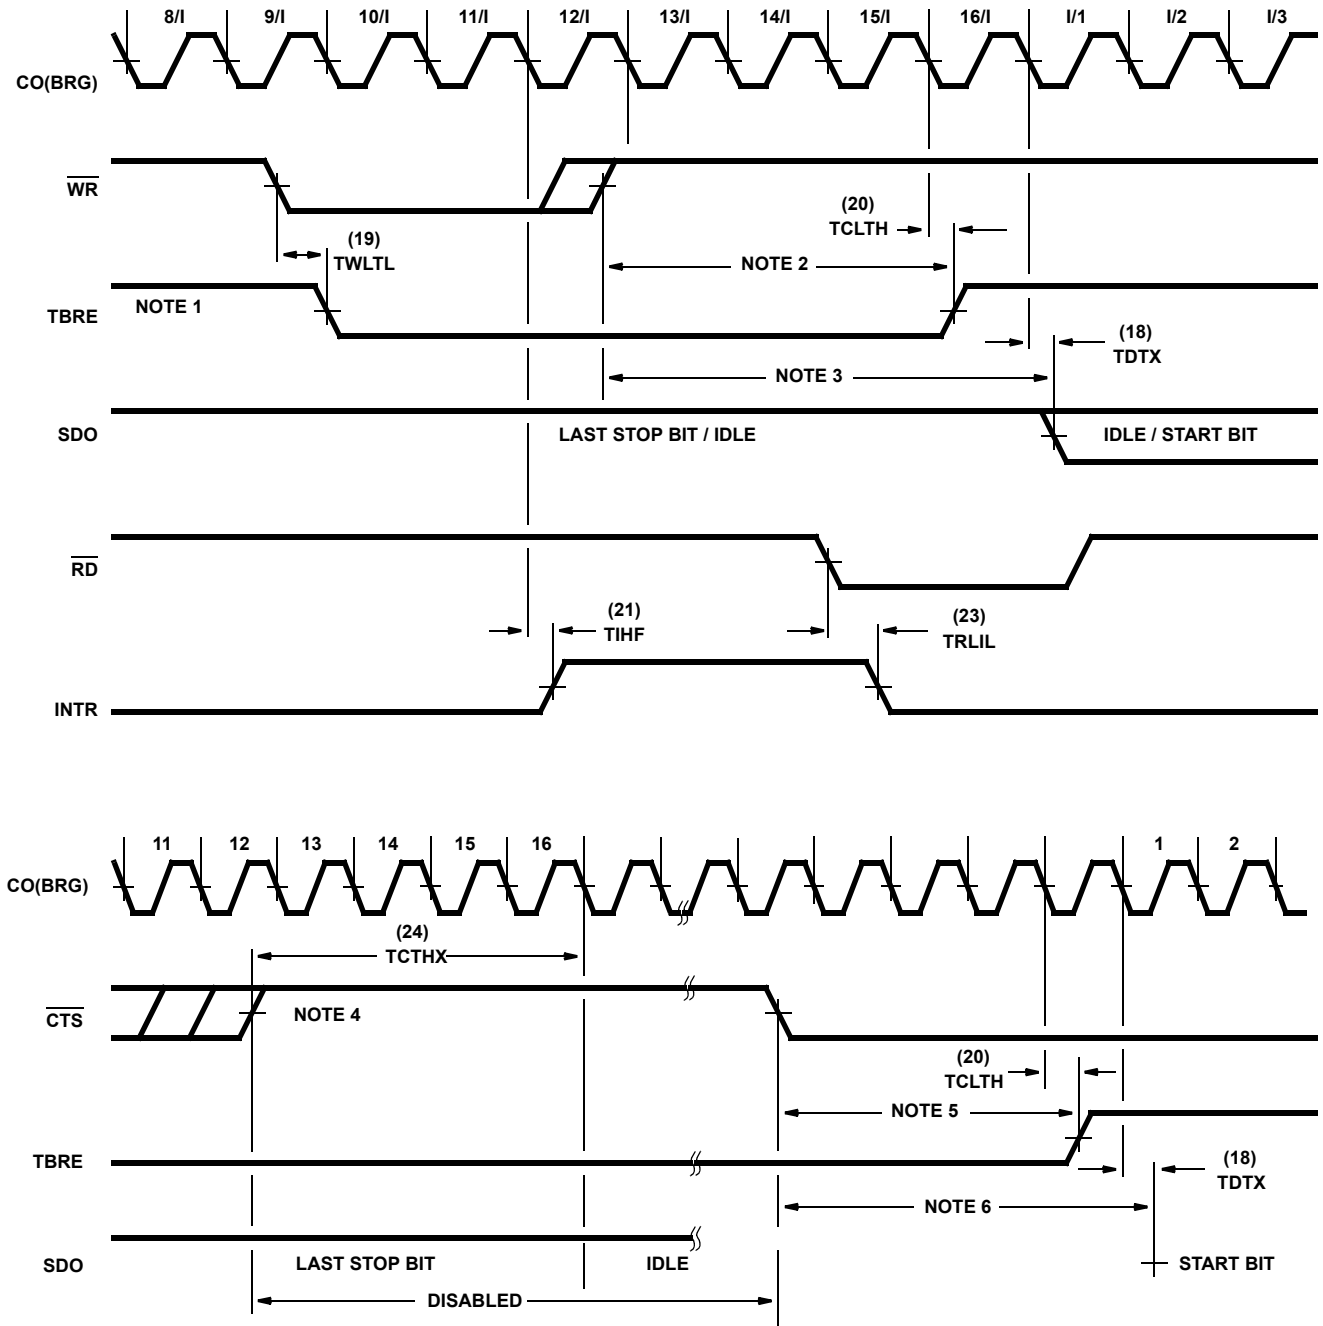 8/I 9/I 10/I 11/I 12/I 13/I 14/I 15/I 16/I I/1 I/2 I/3
CO(BRG)
WR
(19)
TWLTL
(20)
TCLTH
NOTE 2
NOTE 1
TBRE
(18)
TDTX
NOTE 3
SDO
LAST STOP BIT / IDLE
IDLE / START BIT
RD
(21)
TIHF
(23)
TRLIL
INTR
11 12 13 14 15 16 1 2
CO(BRG)
(24)
TCTHX
CTS
NOTE 4
(20)
TCLTH
NOTE 5
TBRE
(18)
TDTX
NOTE 6
SDO
LAST STOP BIT
IDLE
START BIT
DISABLED